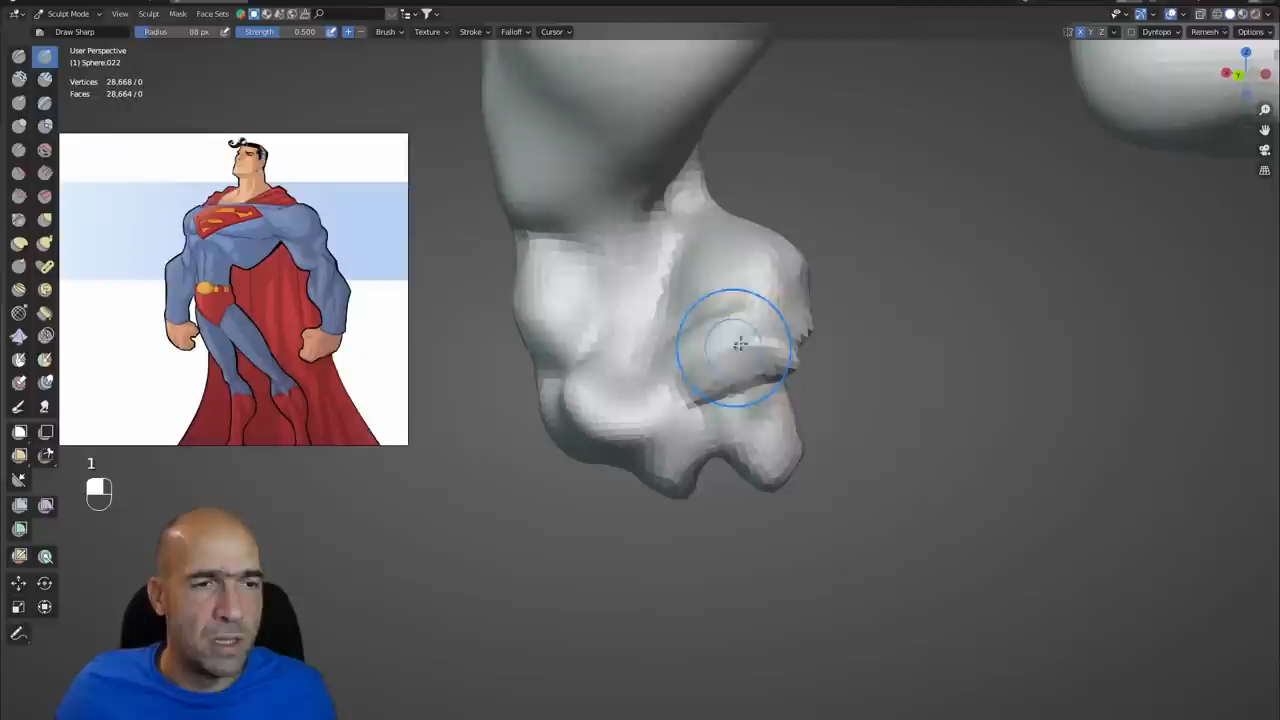 Sculpt Mode View Sculpt Mask Face Sets
Draw Sharp Radius 88 px Strength 0.500 Brush Texture Stroke Falloff Cursor X Y Z Dyntopo Remesh Options
User Perspective
(1) Sphere.022
Vertices 28,668 / 0
Faces 28,664 / 0
Z
X Y
S
1